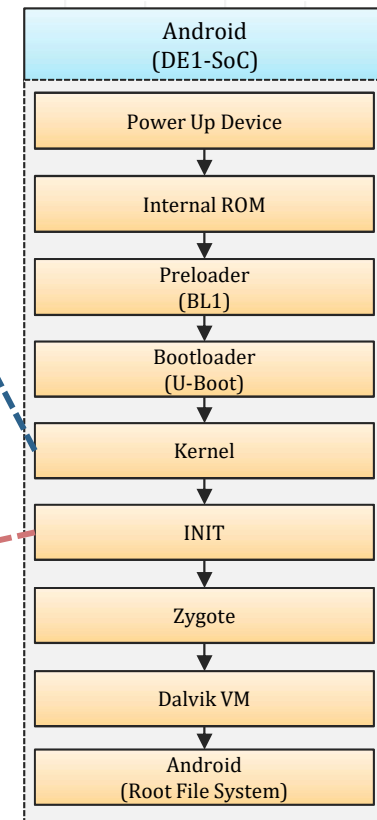 Android
(DE1-SoC)
Power Up Device
Internal ROM
Preloader
(BL1)
Bootloader
(U-Boot)
Kernel
INIT
Zygote
Dalvik VM
Android
(Root File System)